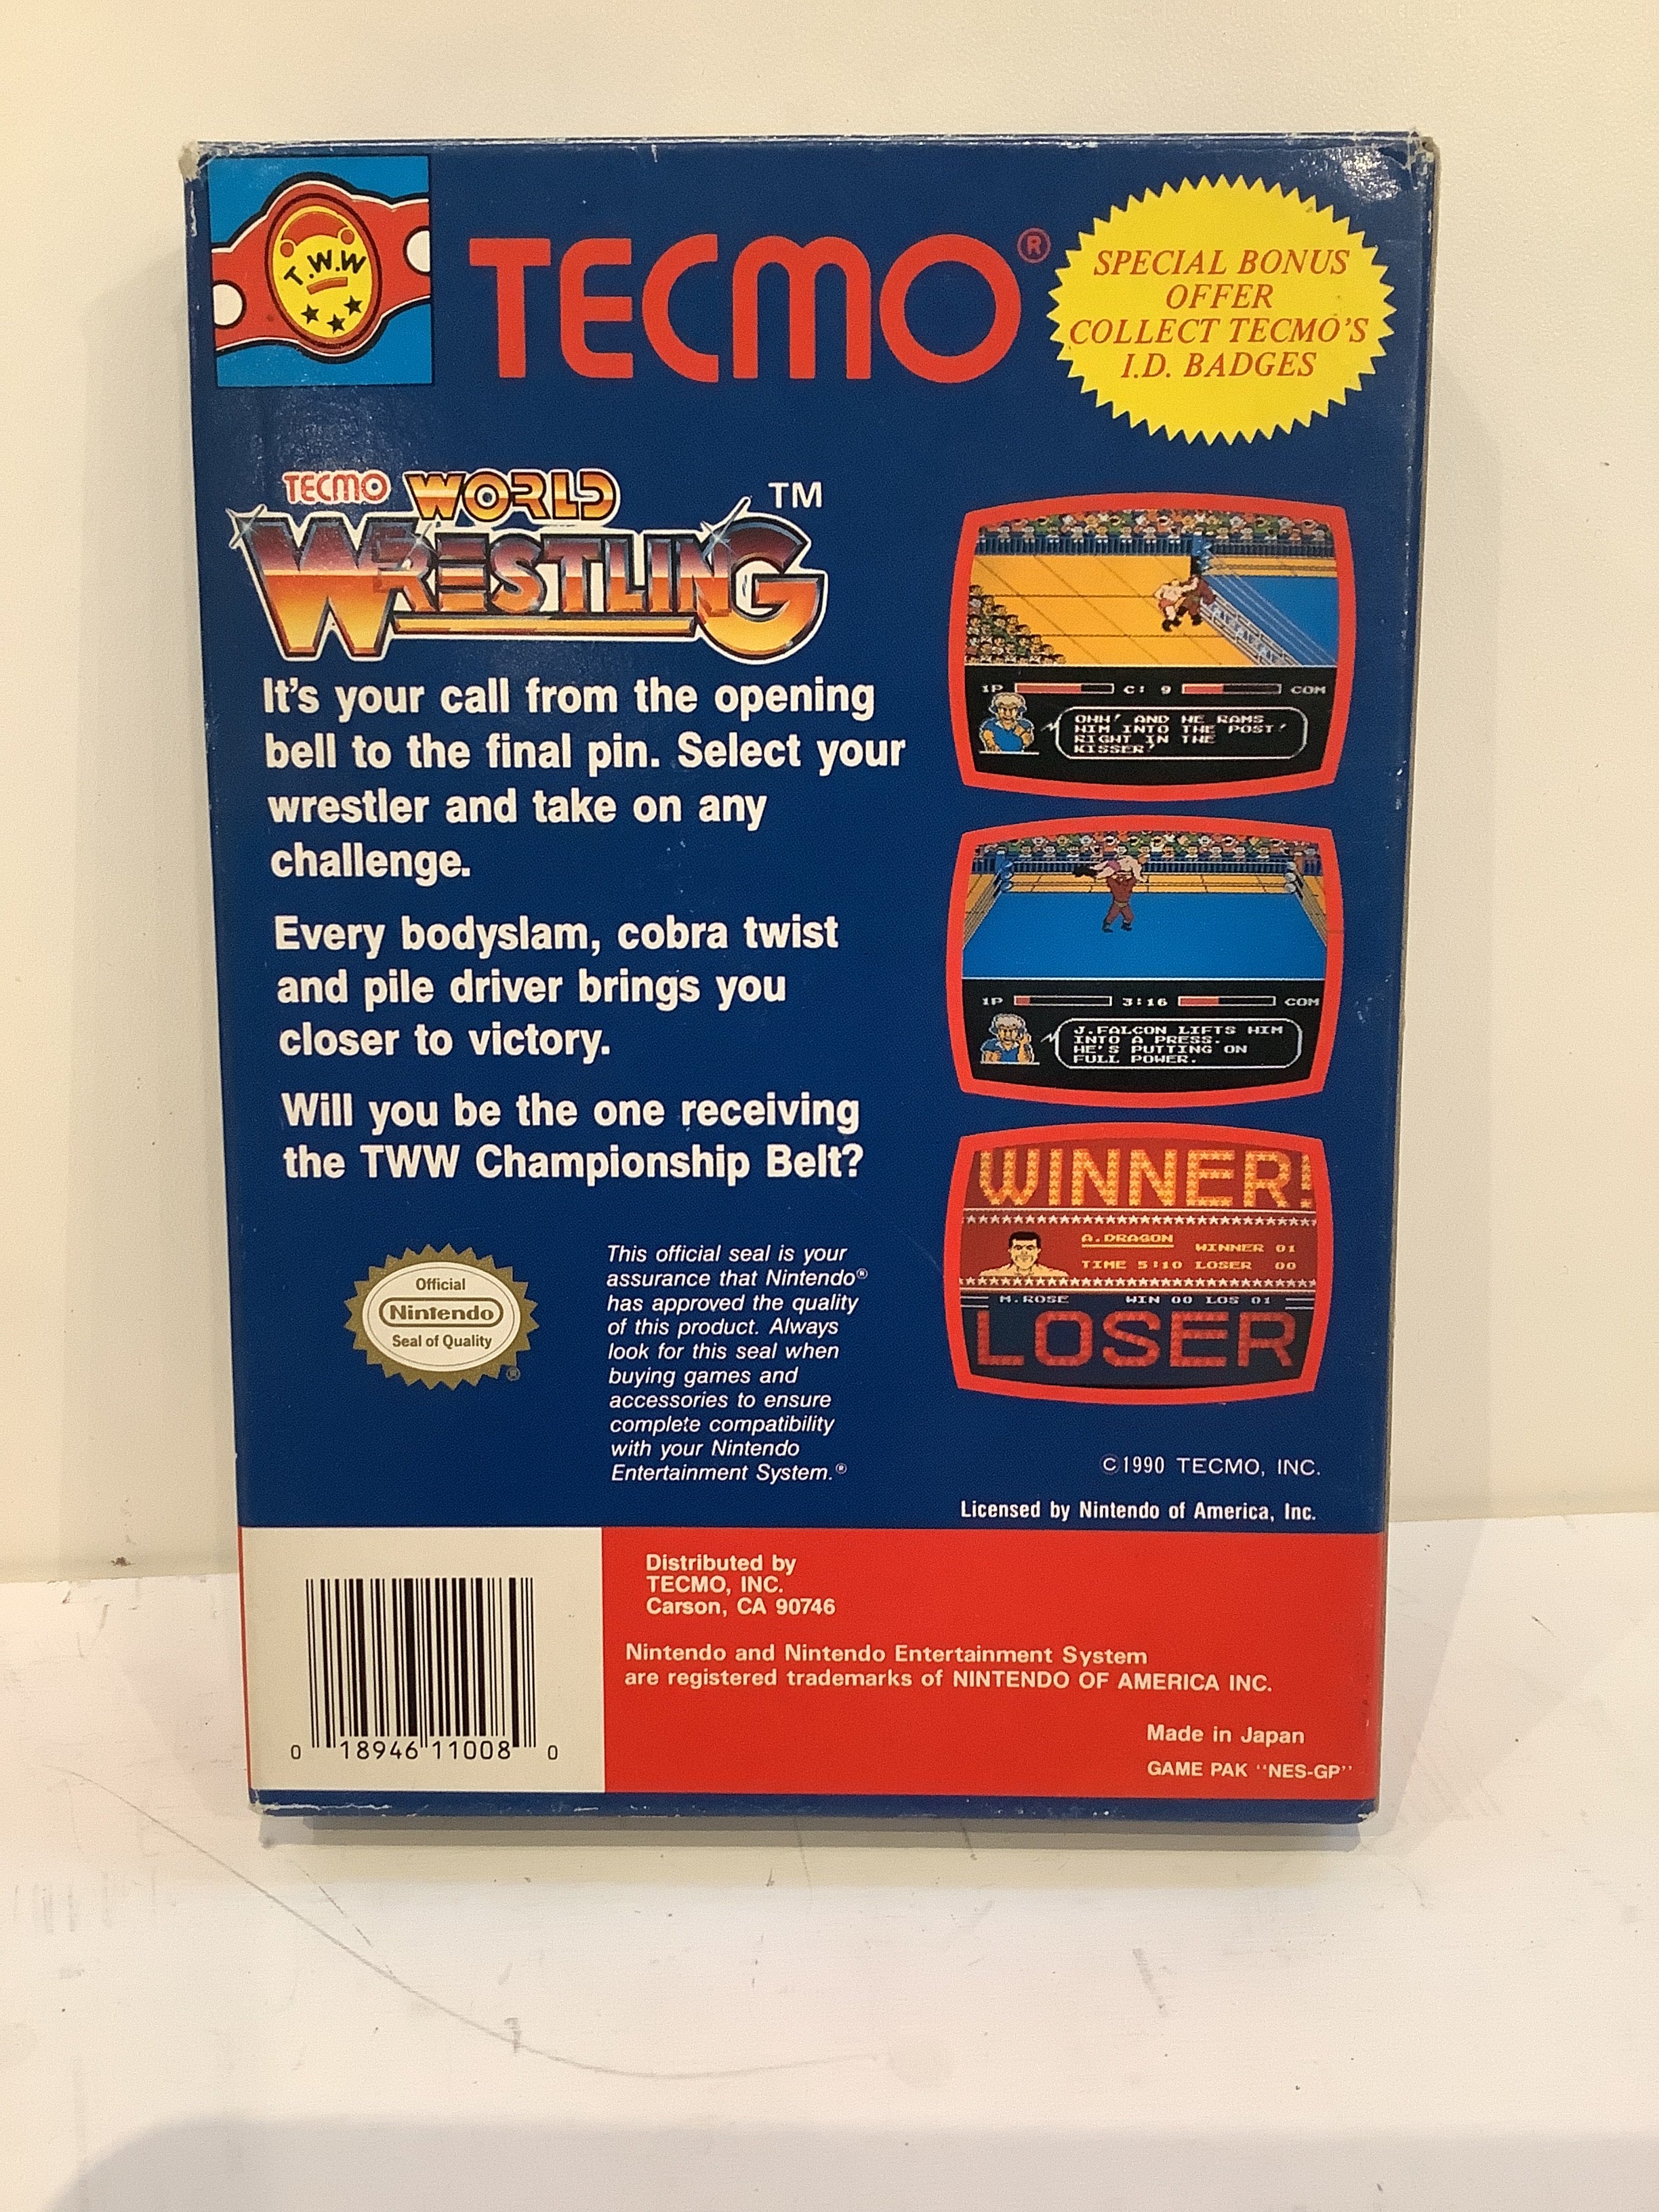 T.W.W
TECMO®
SPECIAL BONUS
OFFER
COLLECT TECMO'S
I.D. BADGES
TECMO WORLD
WRESTLING™
It's your call from the opening
bell to the final pin. Select your
wrestler and take on any
challenge.
Every bodyslam, cobra twist
and pile driver brings you
closer to victory.
Will you be the one receiving
the TWW Championship Belt?
1P C: 9 COM
OHH! AND HE RAMS
HIM INTO THE POST!
RIGHT IN THE
KISSER!
1P 3:16 COM
J.FALCON LIFTS HIM
INTO A PRESS.
HE'S PUTTING ON
FULL POWER.
WINNER!
A.DRAGON WINNER 01
TIME 5:10 LOSER 00
M.ROSE WIN 00 LOS 01
LOSER
Official
Nintendo
Seal of Quality
®
This official seal is your
assurance that Nintendo®
has approved the quality
of this product. Always
look for this seal when
buying games and
accessories to ensure
complete compatibility
with your Nintendo
Entertainment System.®
©1990 TECMO, INC.
Licensed by Nintendo of America, Inc.
0 18946 11008 0
Distributed by
TECMO, INC.
Carson, CA 90746
Nintendo and Nintendo Entertainment System
are registered trademarks of NINTENDO OF AMERICA INC.
Made in Japan
GAME PAK "NES-GP"